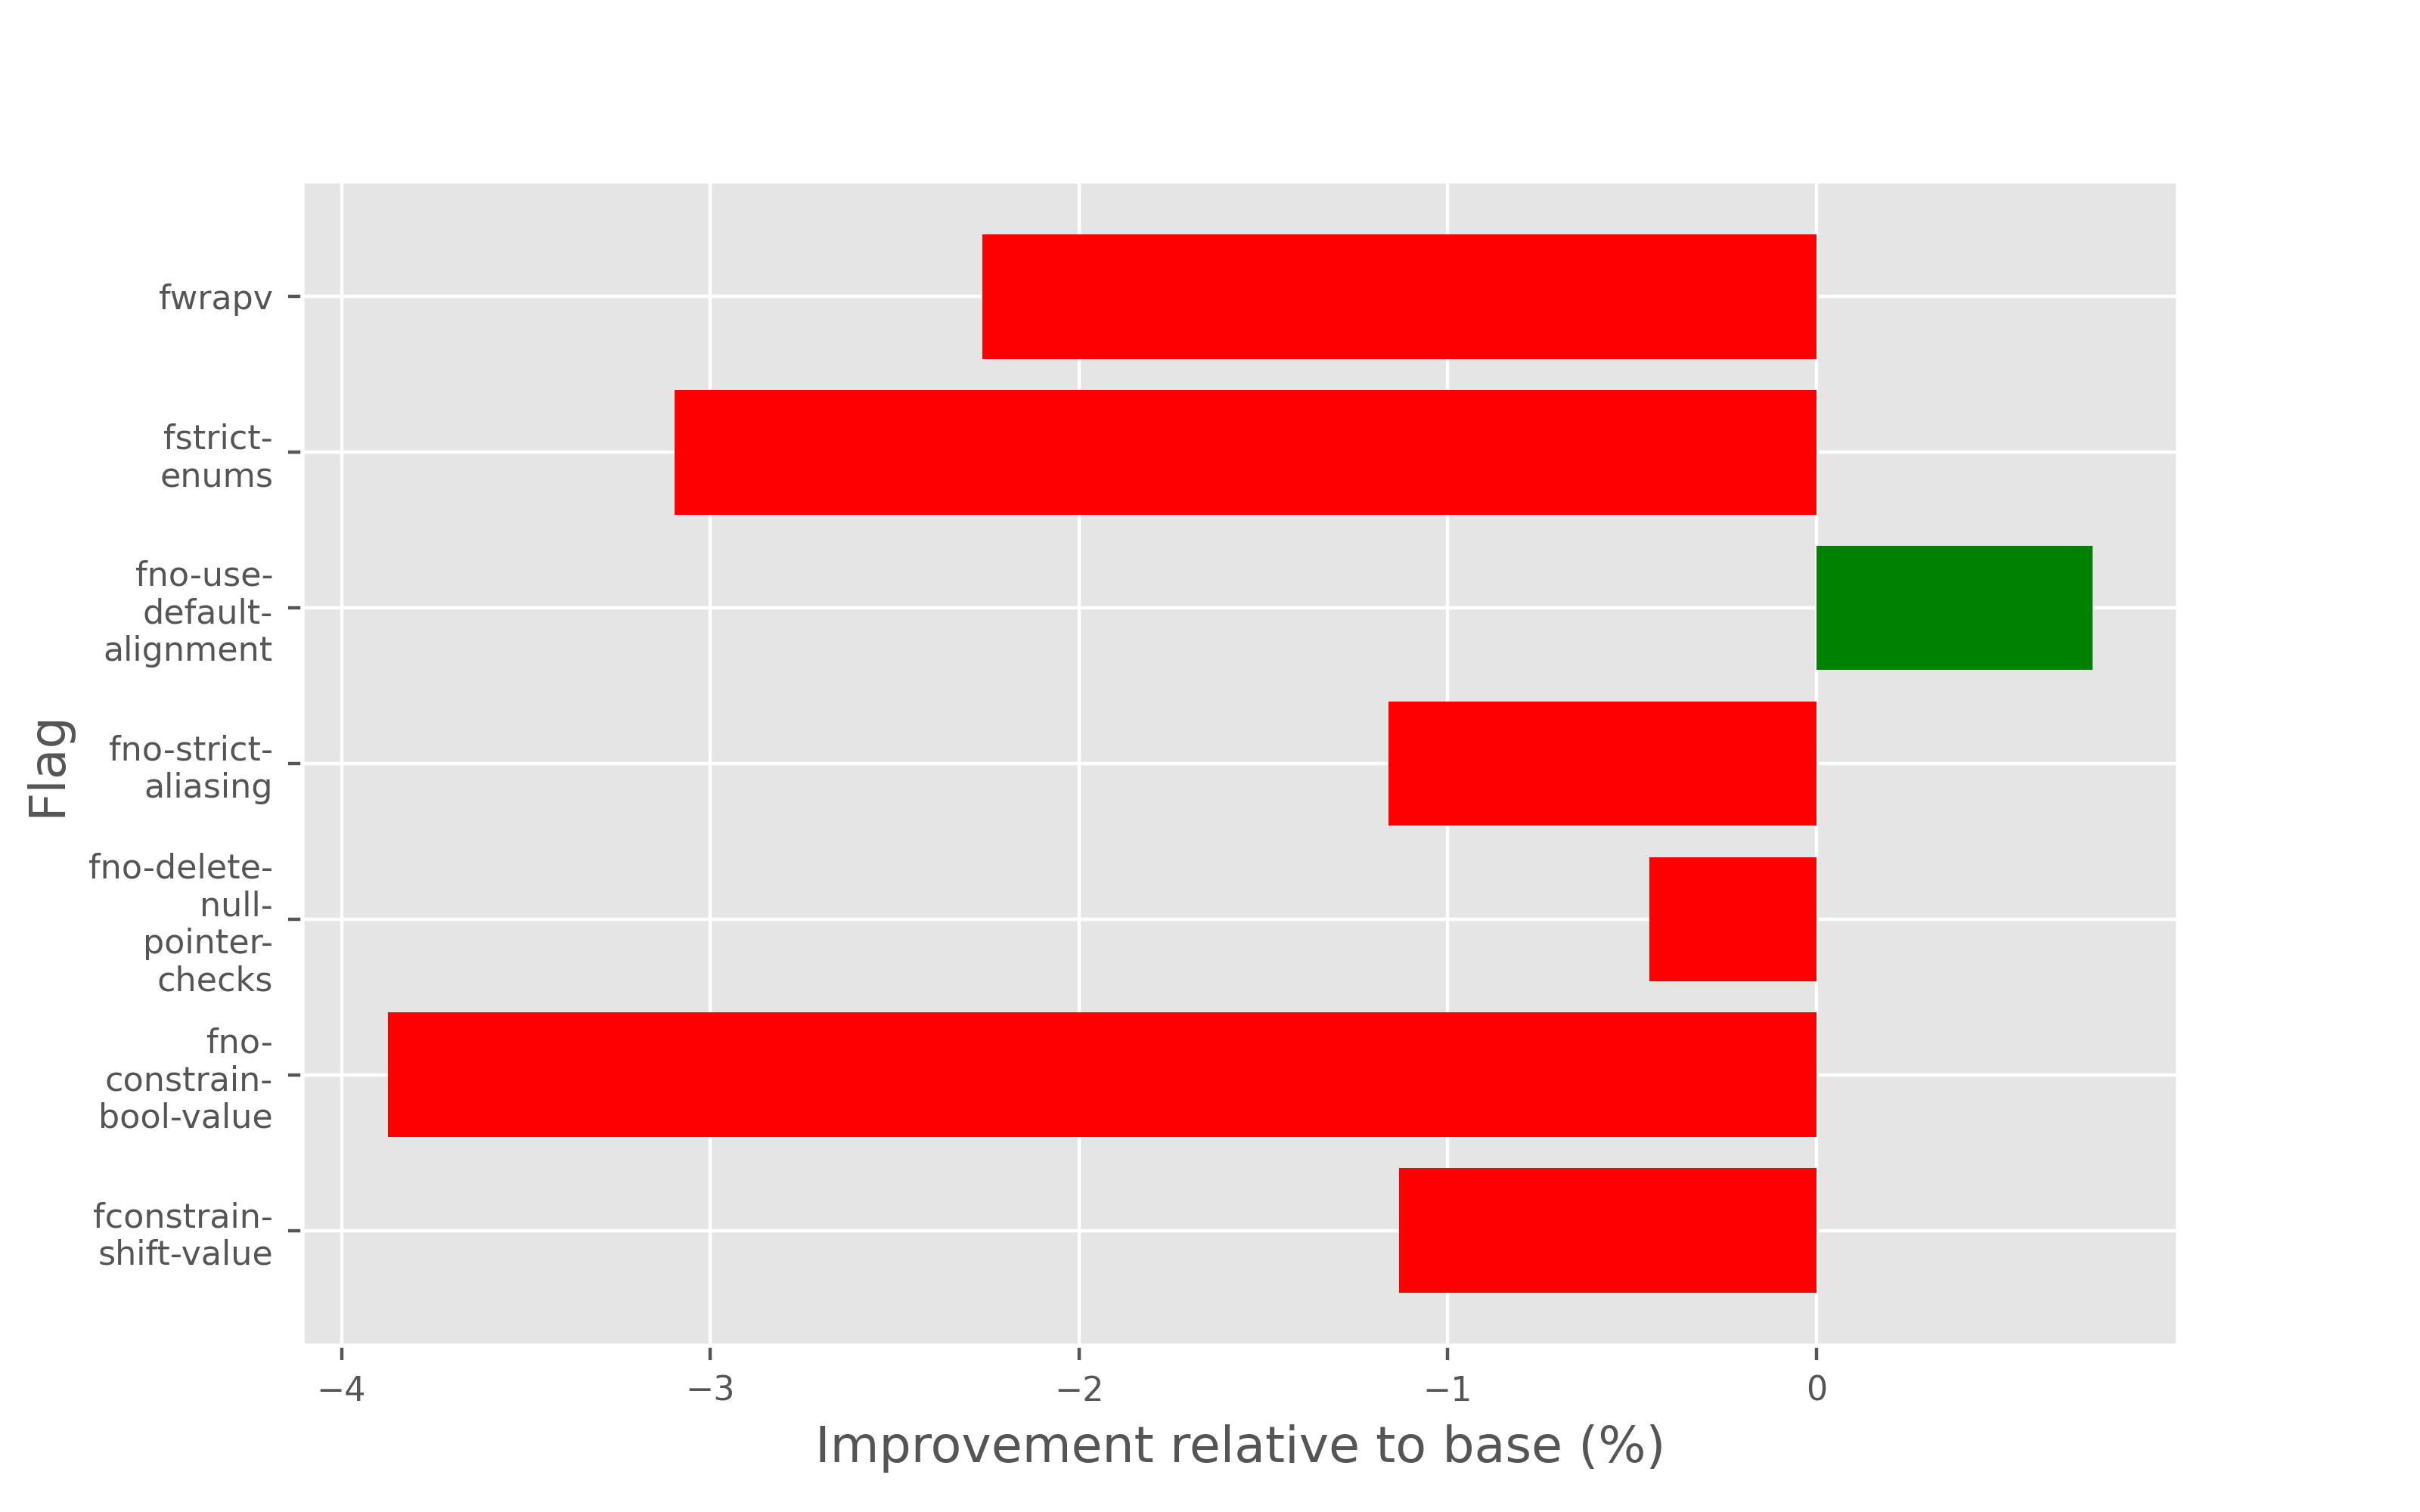 Flag
fwrapv
fstrict-
enums
fno-use-
default-
alignment
fno-strict-
aliasing
fno-delete-
null-
pointer-
checks
fno-
constrain-
bool-value
fconstrain-
shift-value
−4 −3 −2 −1 0
Improvement relative to base (%)